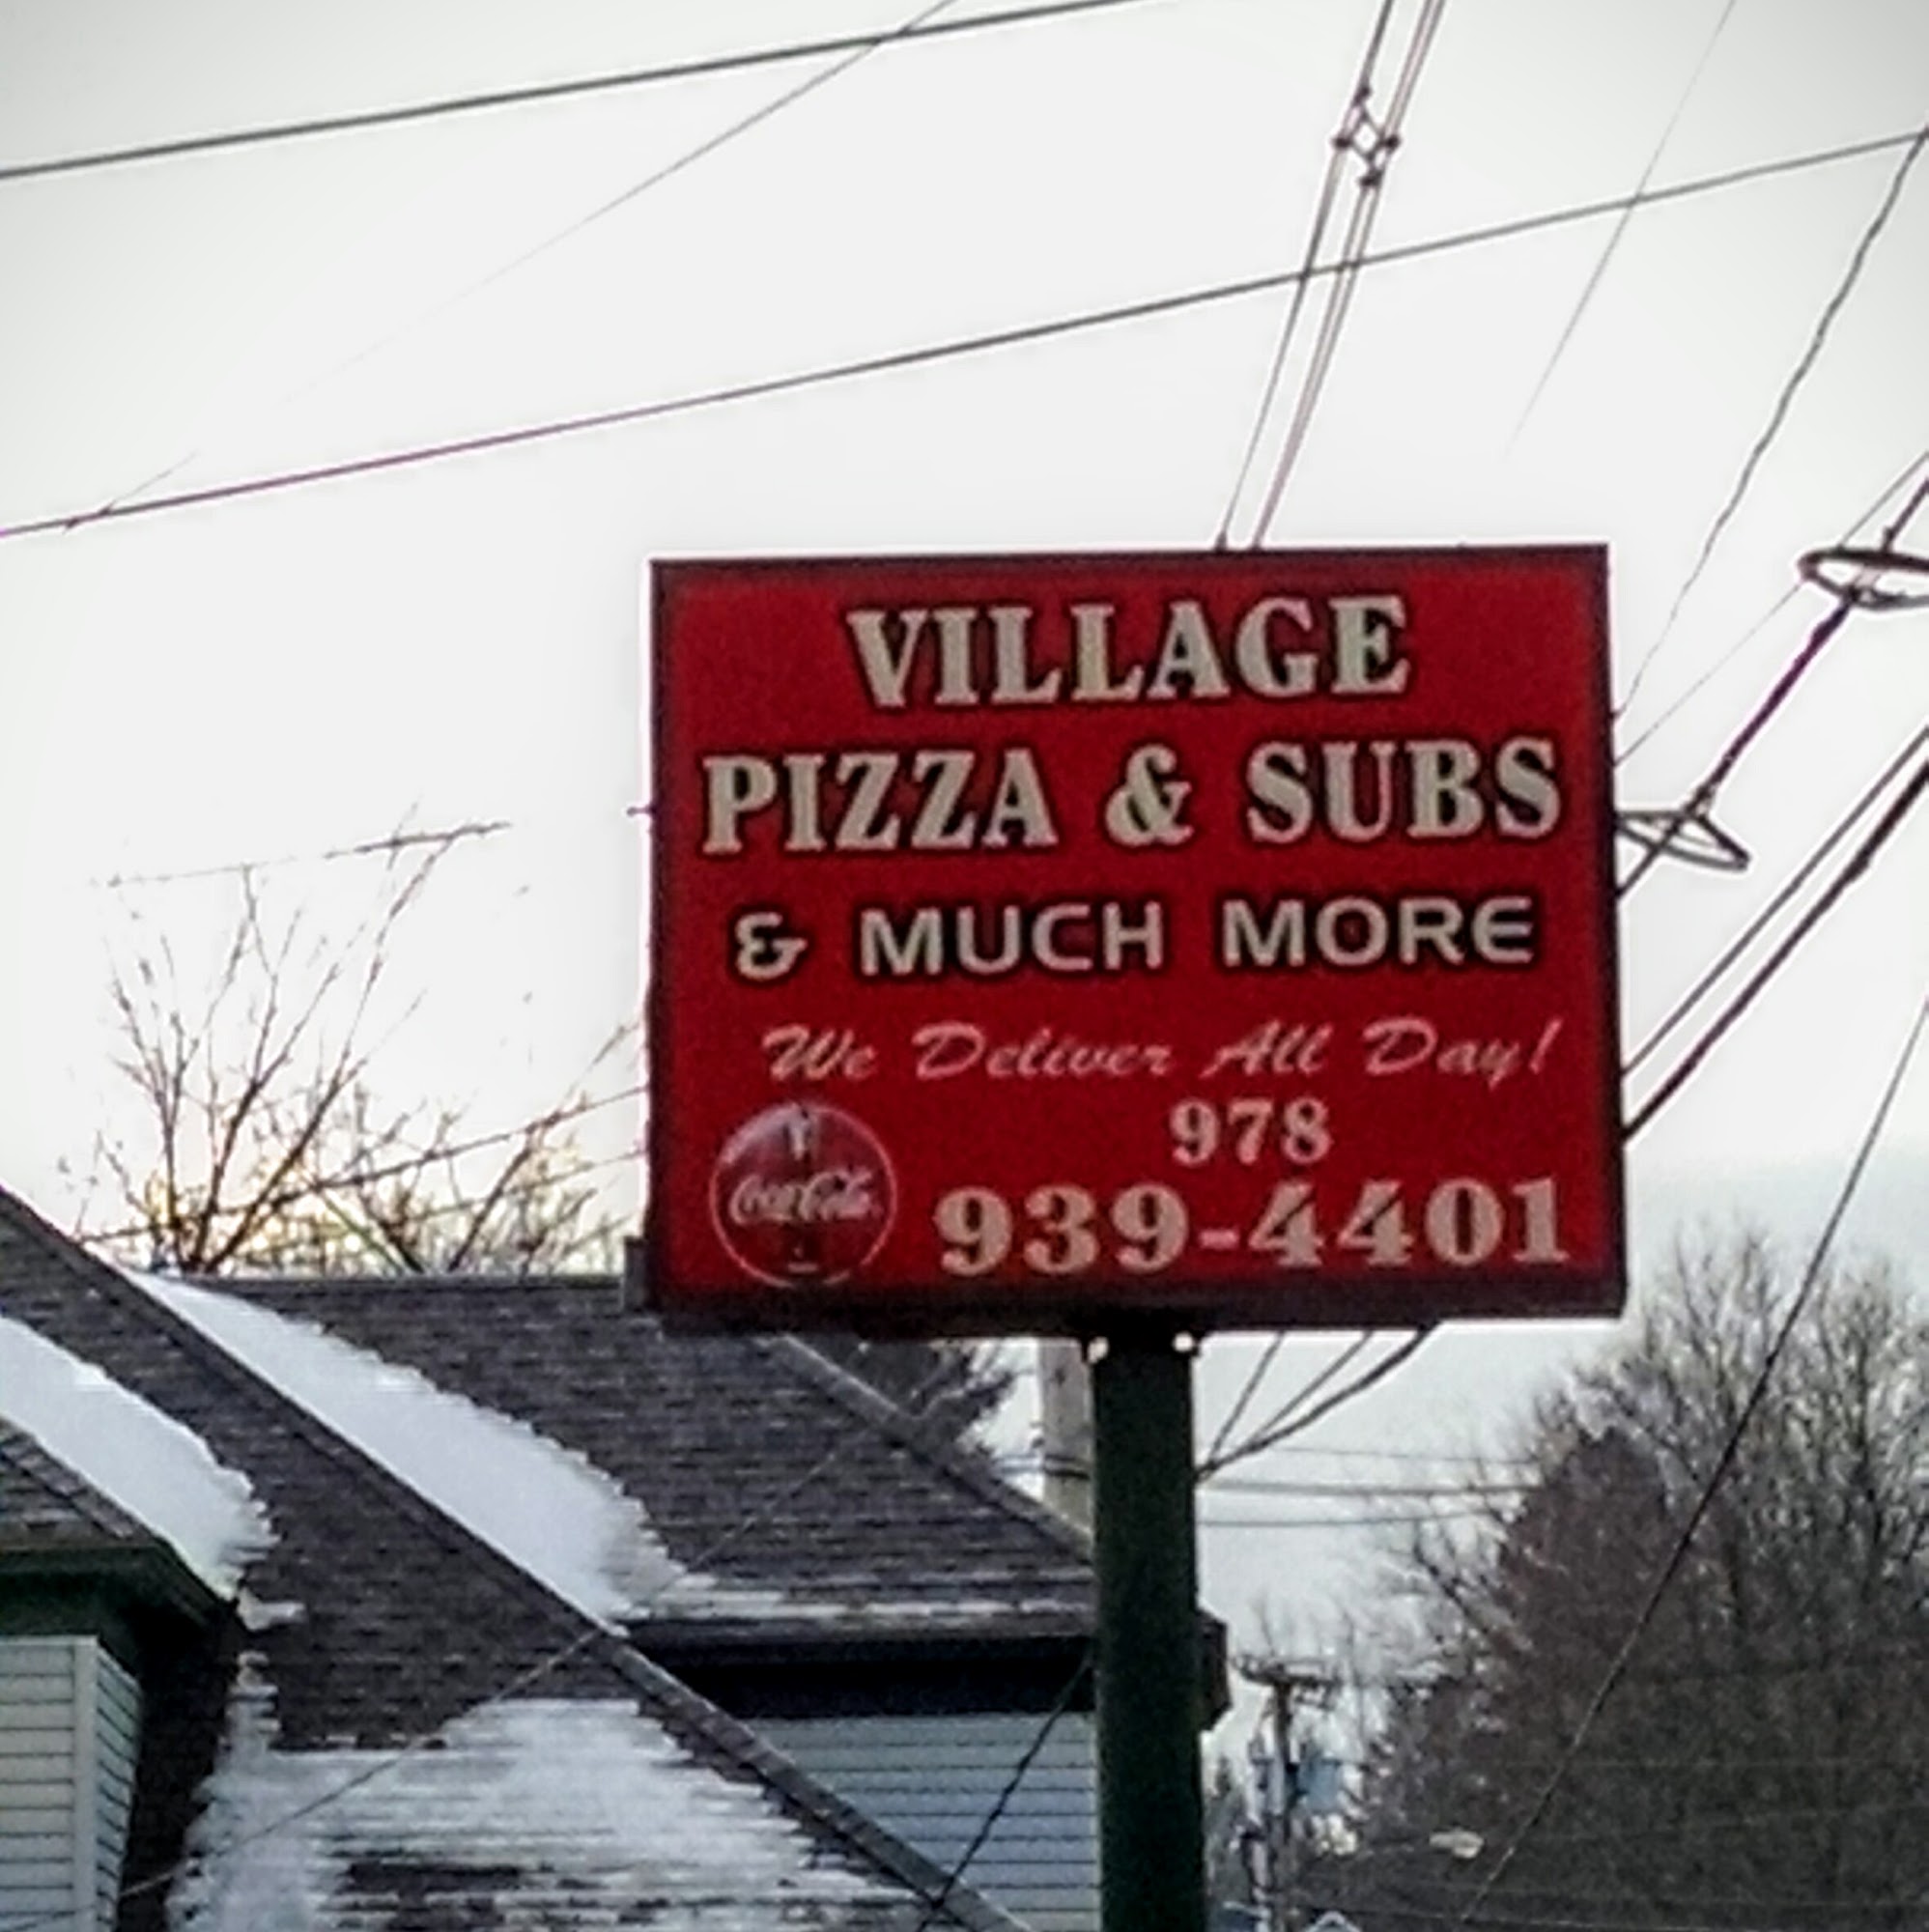 VILLAGE
PIZZA & SUBS
& MUCH MORE
We Deliver All Day!
978
Coca-Cola
939-4401